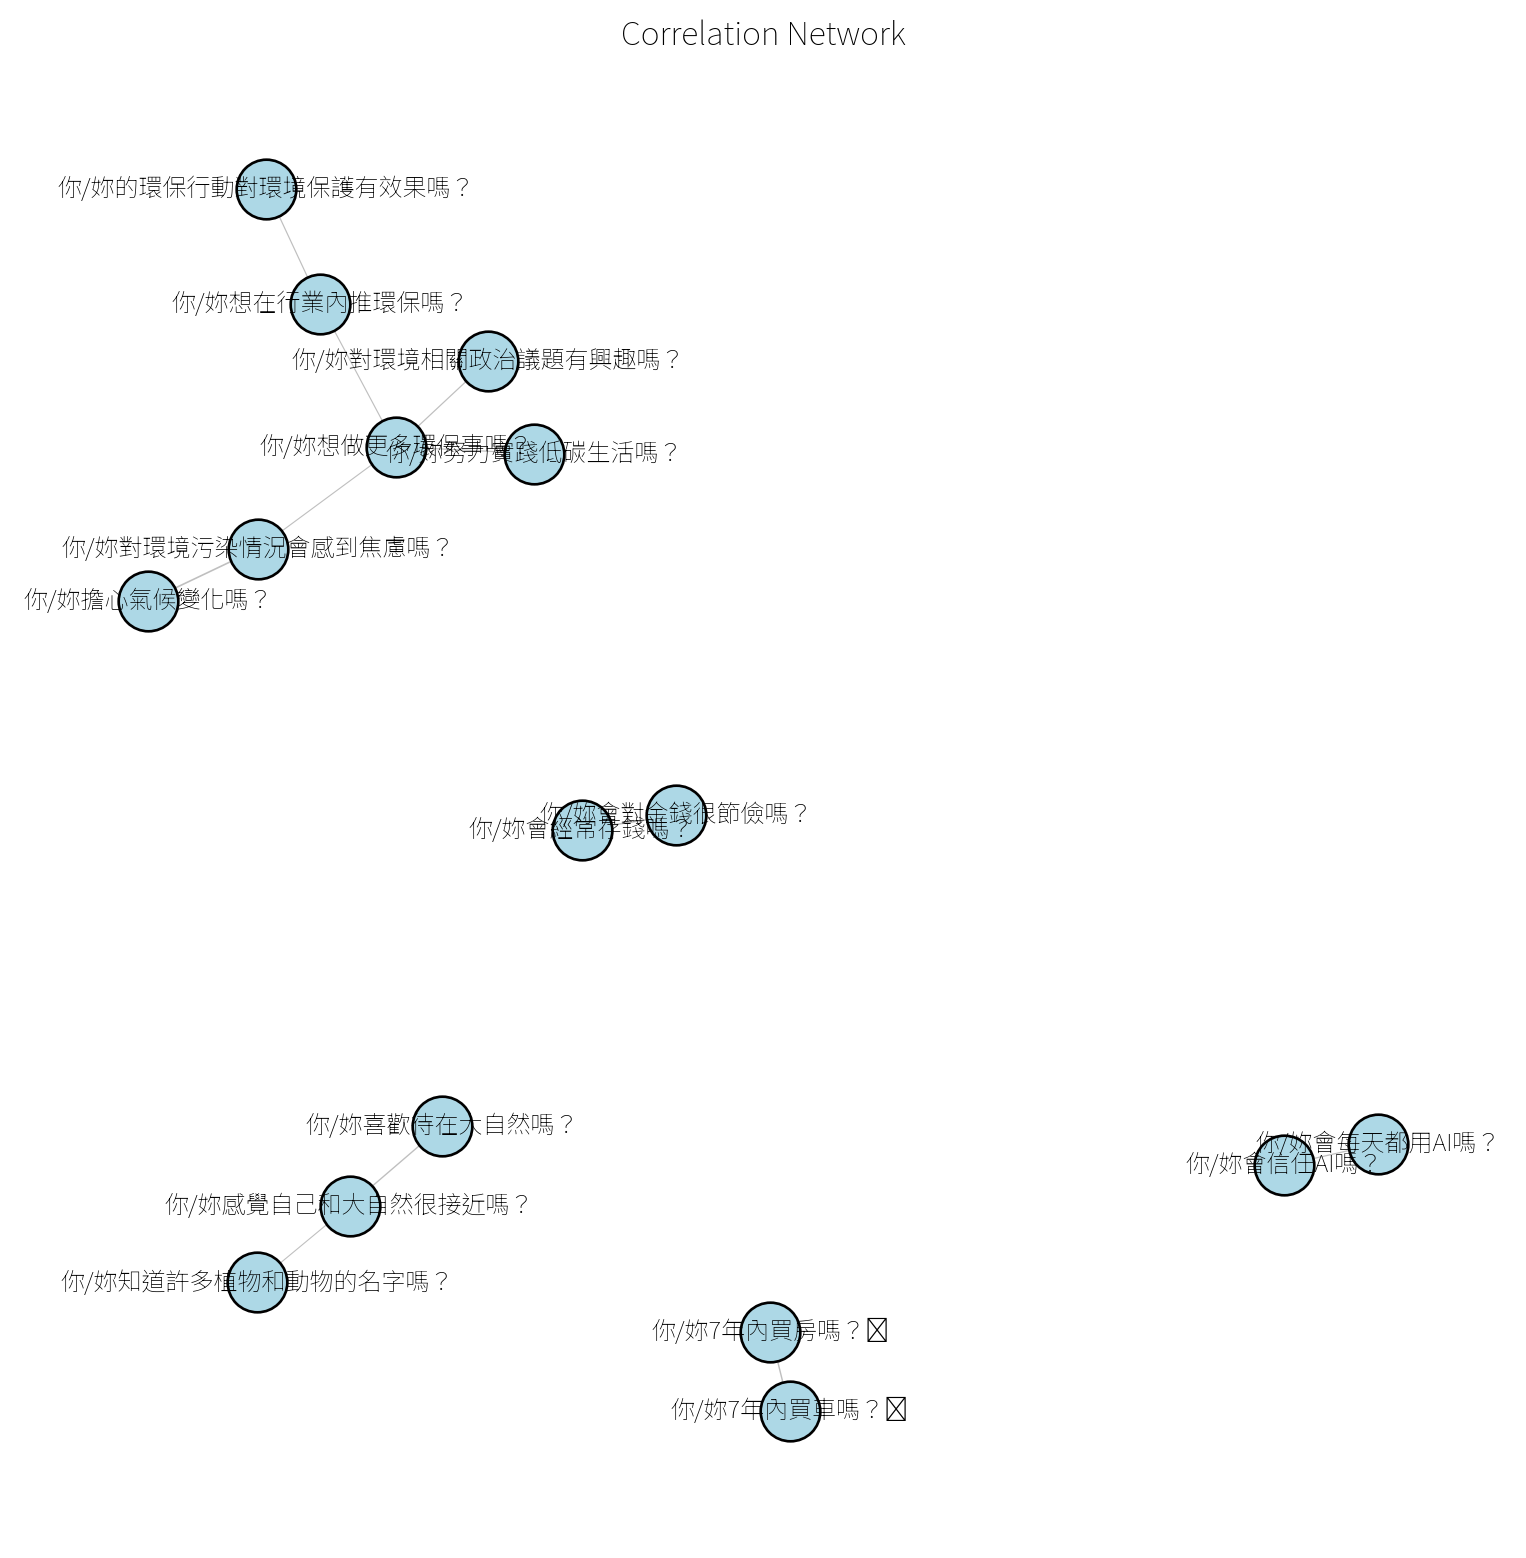 Correlation Network
你/妳的環保行動對環境保護有效果嗎？
你/妳想在行業內推環保嗎？
你/妳對環境相關政治議題有興趣嗎？
你/妳想做更多環保事嗎？
你/妳努力實踐低碳生活嗎？
你/妳對環境污染情況會感到焦慮嗎？
你/妳擔心氣候變化嗎？
你/妳會對金錢很節儉嗎？
你/妳會經常存錢嗎？
你/妳喜歡待在大自然嗎？
你/妳會每天都用AI嗎？
你/妳會信任AI嗎？
你/妳感覺自己和大自然很接近嗎？
你/妳知道許多植物和動物的名字嗎？
你/妳7年內買房嗎？
你/妳7年內買車嗎？